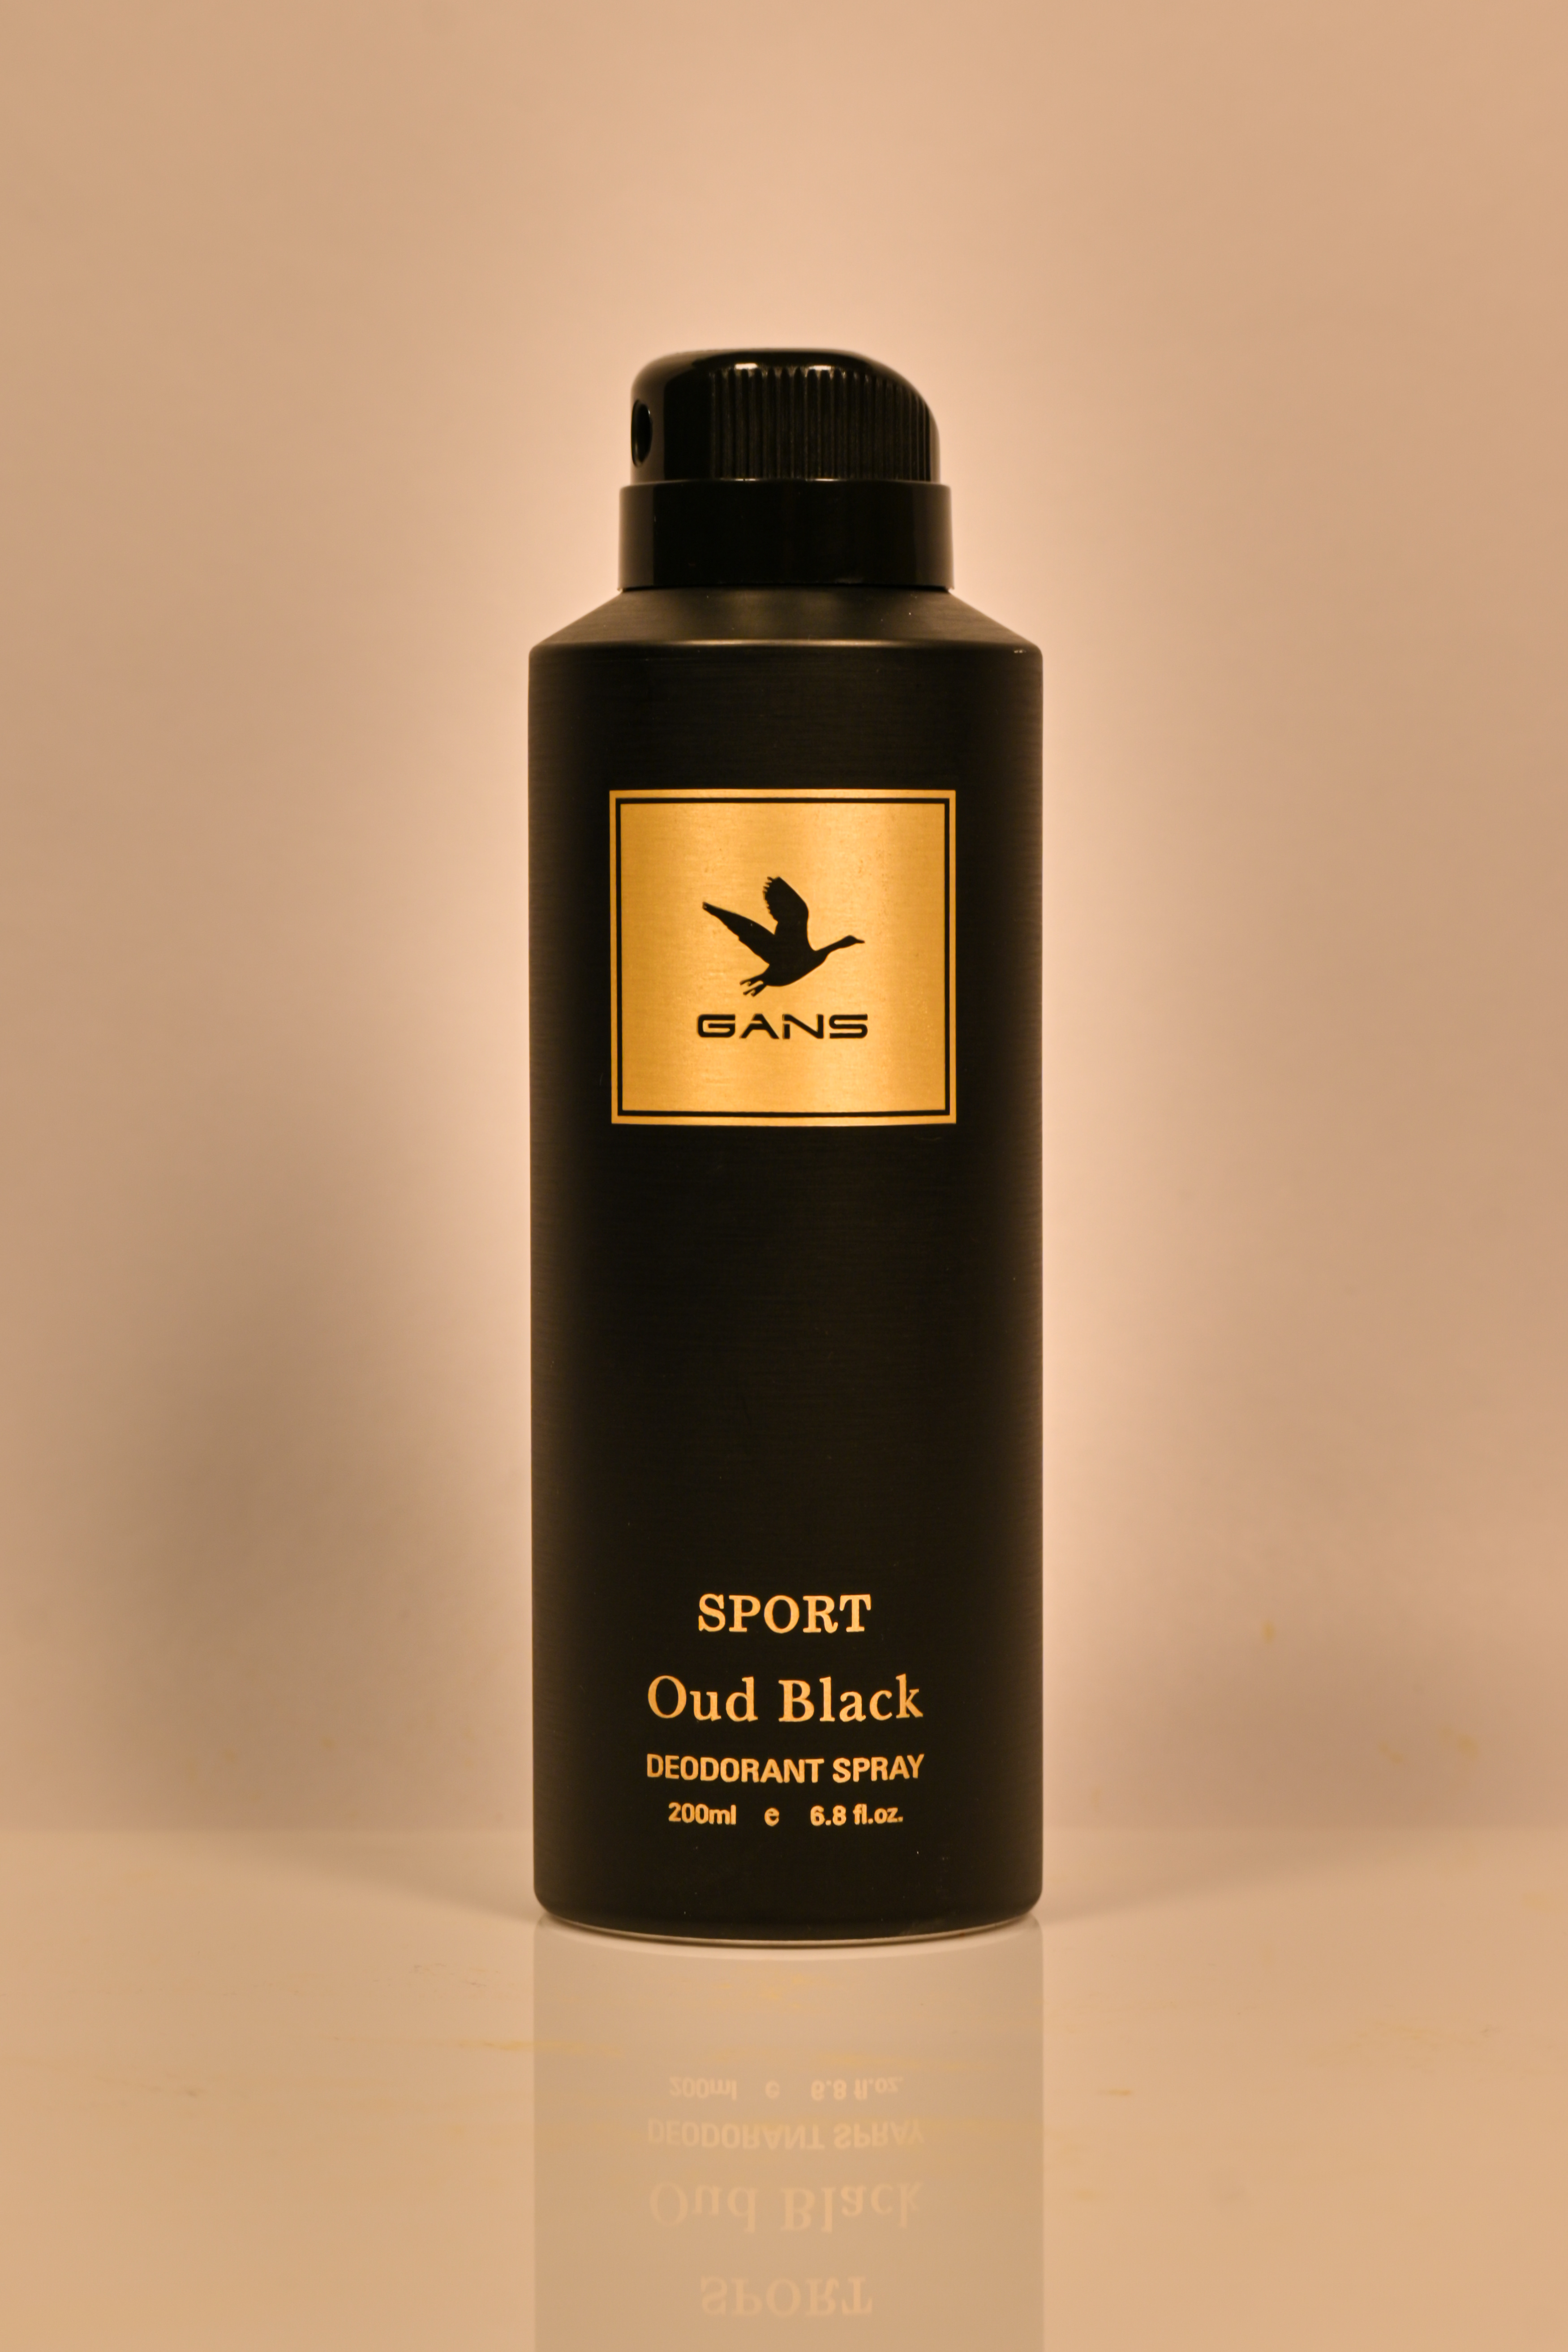 GANS
SPORT
Oud Black
DEODORANT SPRAY
200ml e 6.8 fl.oz.